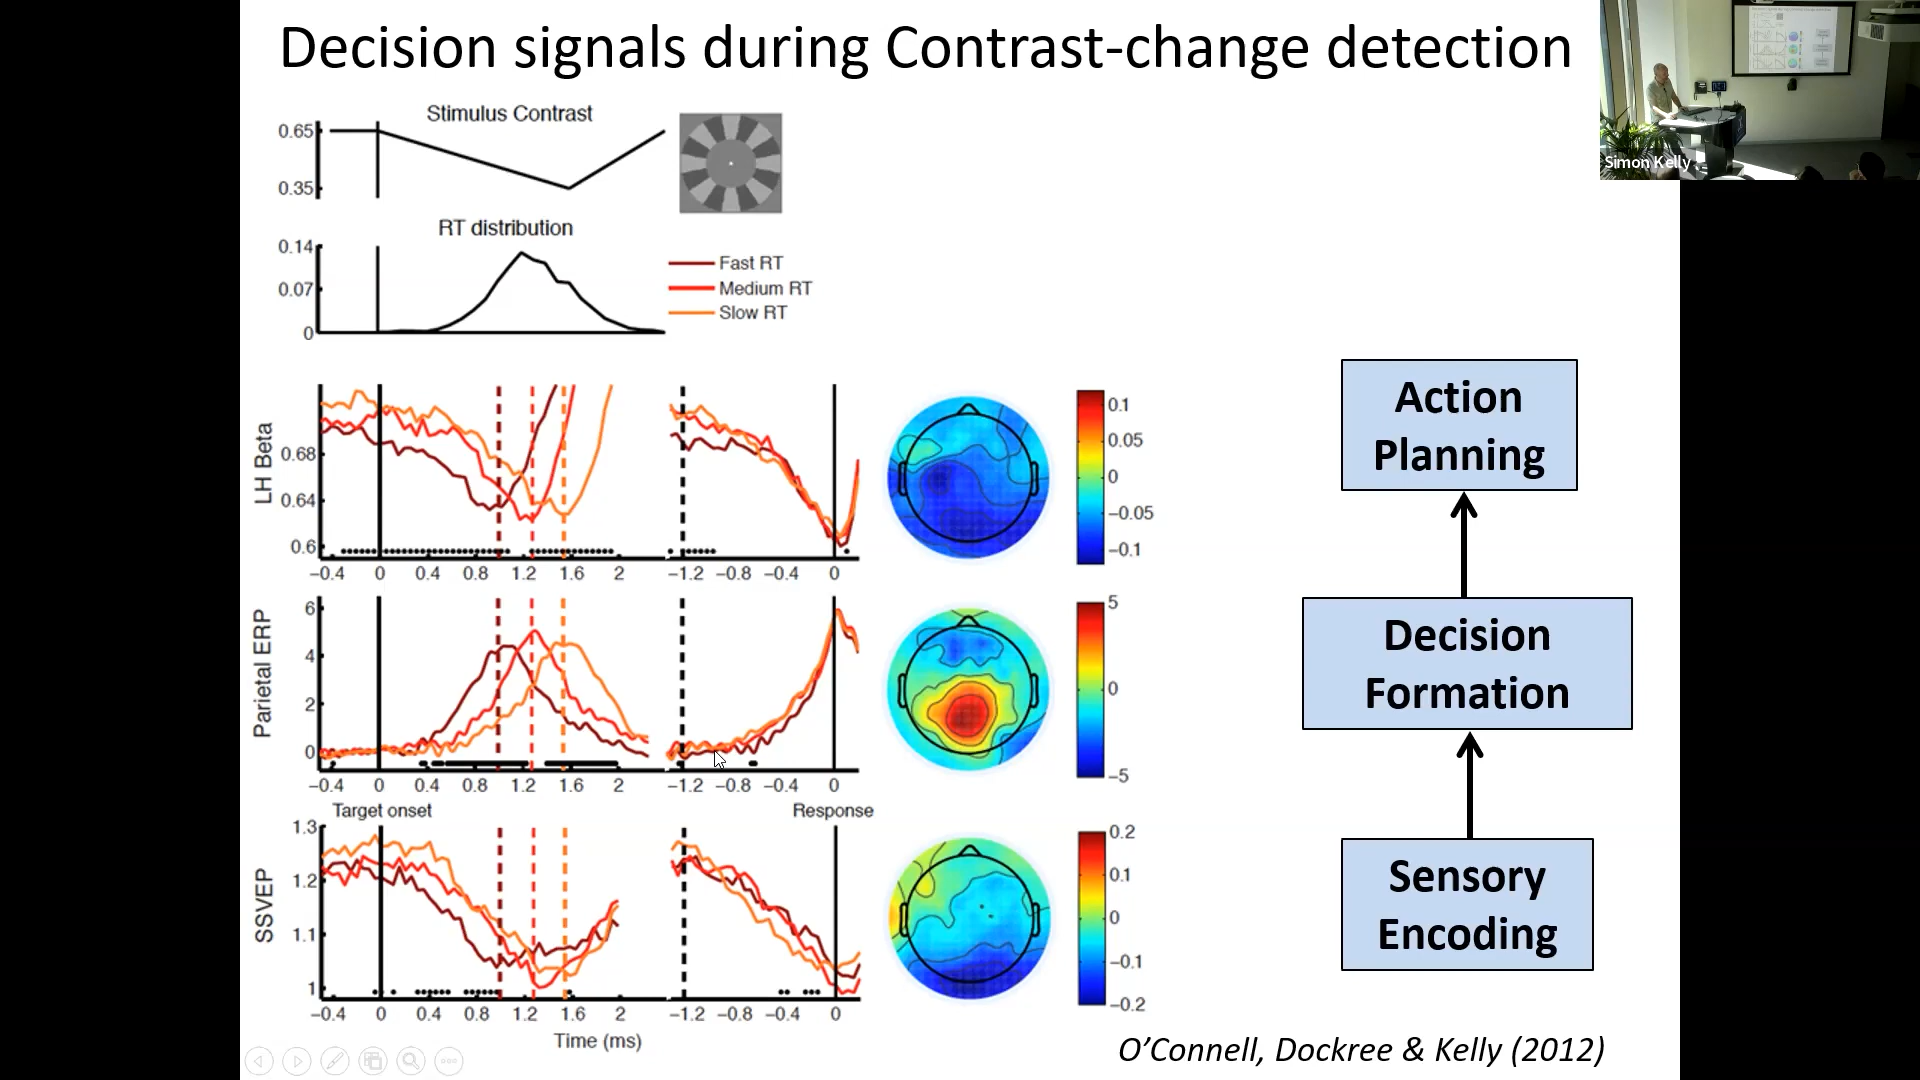 Decision signals during Contrast-change detection
Simon Kelly
Stimulus Contrast
0.65
0.35
RT distribution
0.14
0.07
0
Fast RT
Medium RT
Slow RT
LH Beta
0.68
0.64
0.6
−0.4 0 0.4 0.8 1.2 1.6 2
−1.2 −0.8 −0.4 0
0.1
0.05
0
−0.05
−0.1
Action
Planning
Parietal ERP
6
4
2
0
−0.4 0 0.4 0.8 1.2 1.6 2
−1.2 −0.8 −0.4 0
5
0
−5
Decision
Formation
Target onset
Response
SSVEP
1.3
1.2
1.1
1
−0.4 0 0.4 0.8 1.2 1.6 2
−1.2 −0.8 −0.4 0
Time (ms)
0.2
0.1
0
−0.1
−0.2
Sensory
Encoding
O’Connell, Dockree & Kelly (2012)